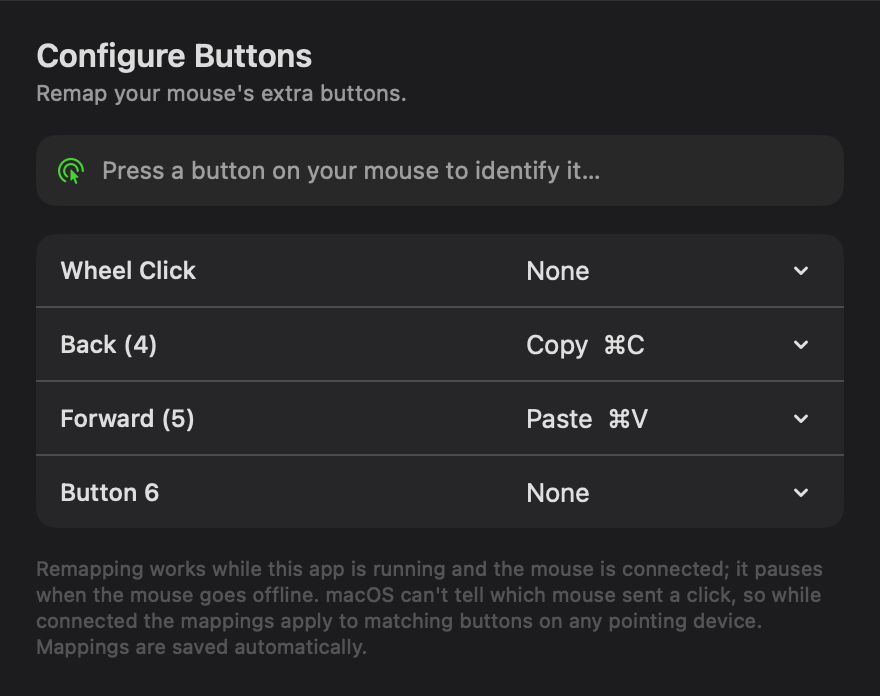 Configure Buttons
Remap your mouse's extra buttons.
Press a button on your mouse to identify it...
Wheel Click None
Back (4) Copy ⌘C
Forward (5) Paste ⌘V
Button 6 None
Remapping works while this app is running and the mouse is connected; it pauses
when the mouse goes offline. macOS can't tell which mouse sent a click, so while
connected the mappings apply to matching buttons on any pointing device.
Mappings are saved automatically.